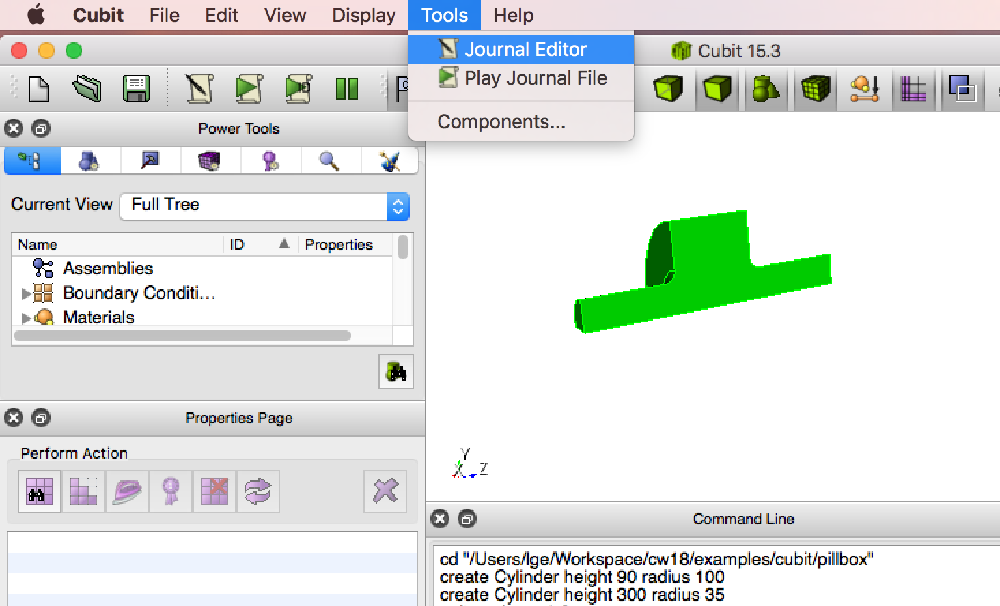 Cubit File Edit View Display Tools Help
Journal Editor
Play Journal File
Components...
Cubit 15.3
Power Tools
Current View Full Tree
Name ID Properties
Assemblies
Boundary Conditi...
Materials
Properties Page
Perform Action
Y
X Z
Command Line
cd "/Users/lge/Workspace/cw18/examples/cubit/pillbox"
create Cylinder height 90 radius 100
create Cylinder height 300 radius 35